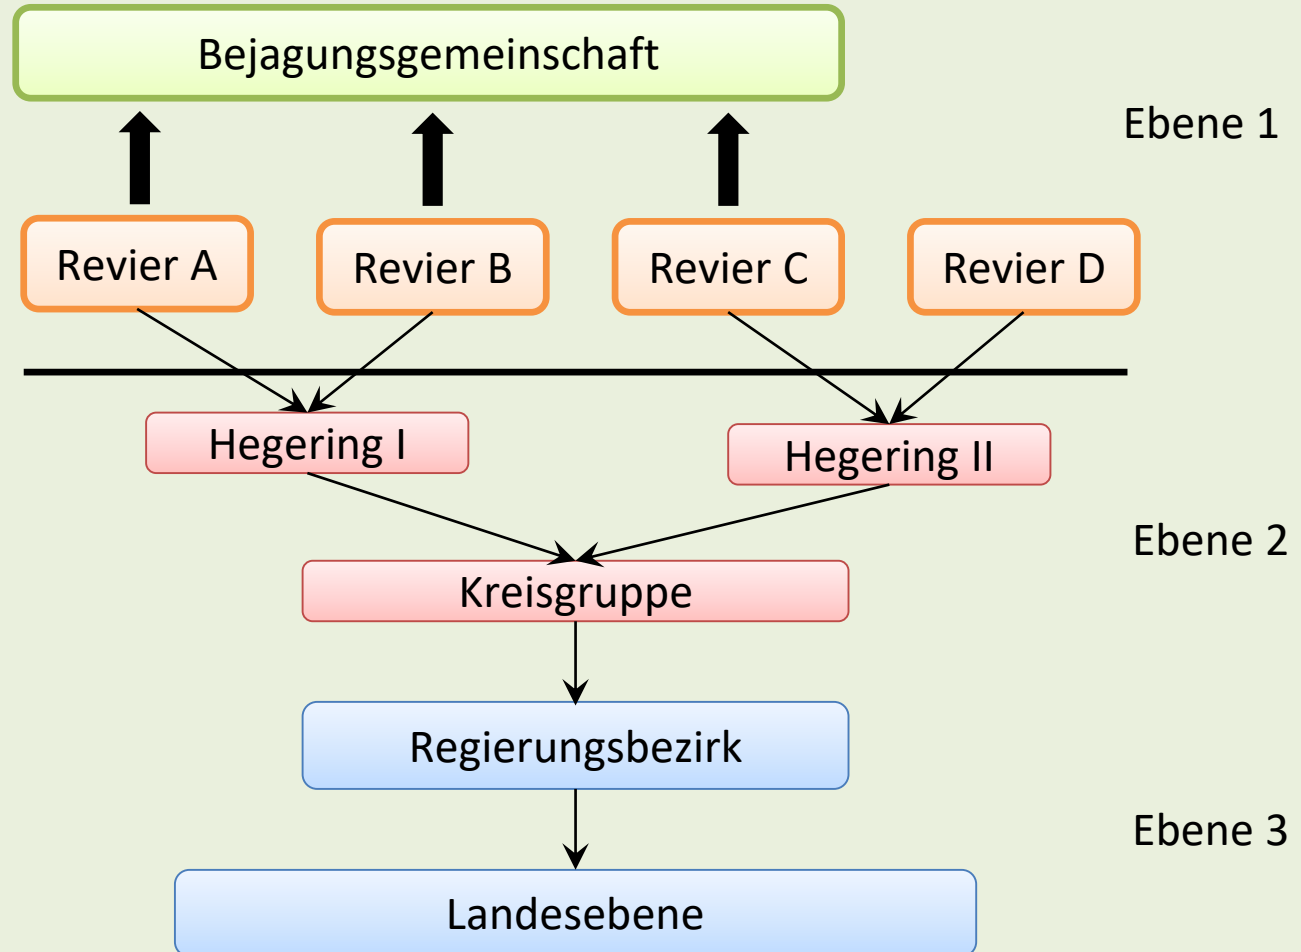 Bejagungsgemeinschaft
Ebene 1
Revier A
Revier B
Revier C
Revier D
Hegering I
Hegering II
Ebene 2
Kreisgruppe
Regierungsbezirk
Ebene 3
Landesebene